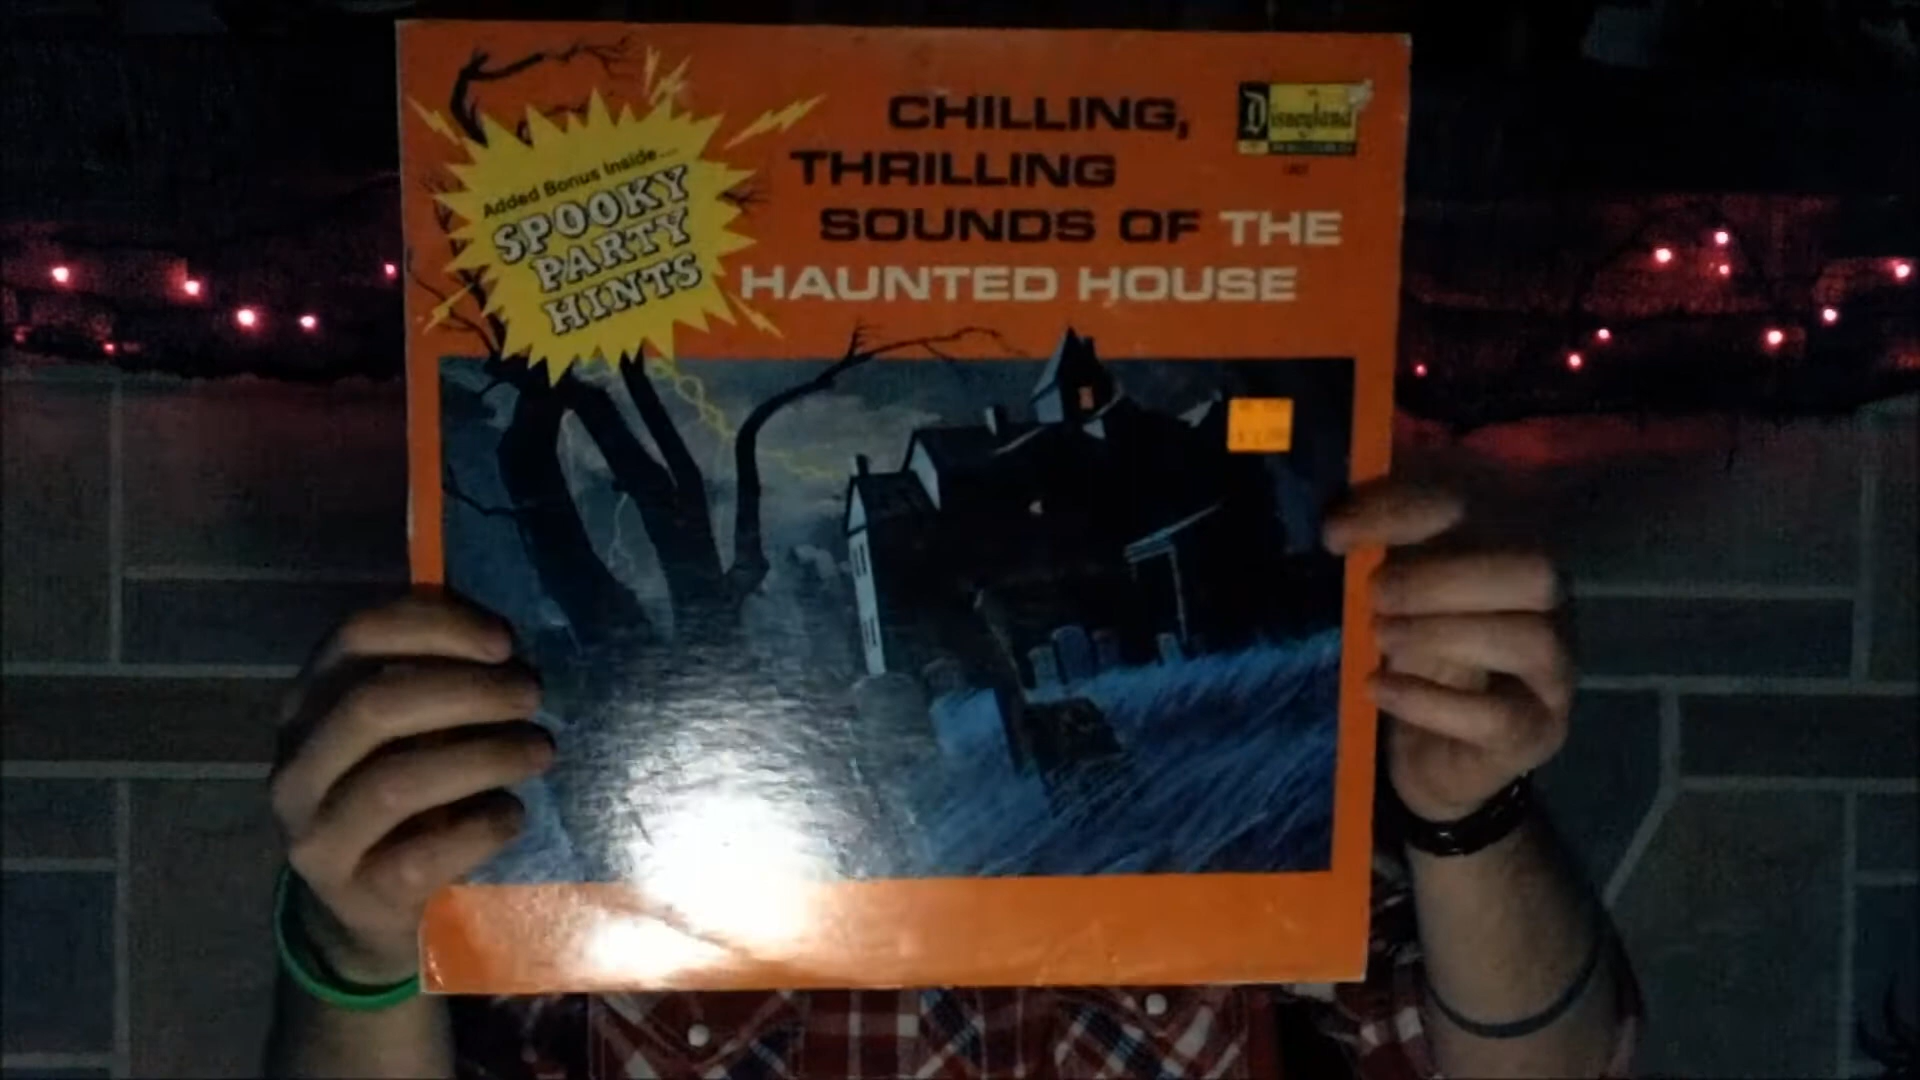 CHILLING,
THRILLING
SOUNDS OF THE
HAUNTED HOUSE
Disneyland
Added Bonus Inside....
SPOOKY
PARTY
HINTS